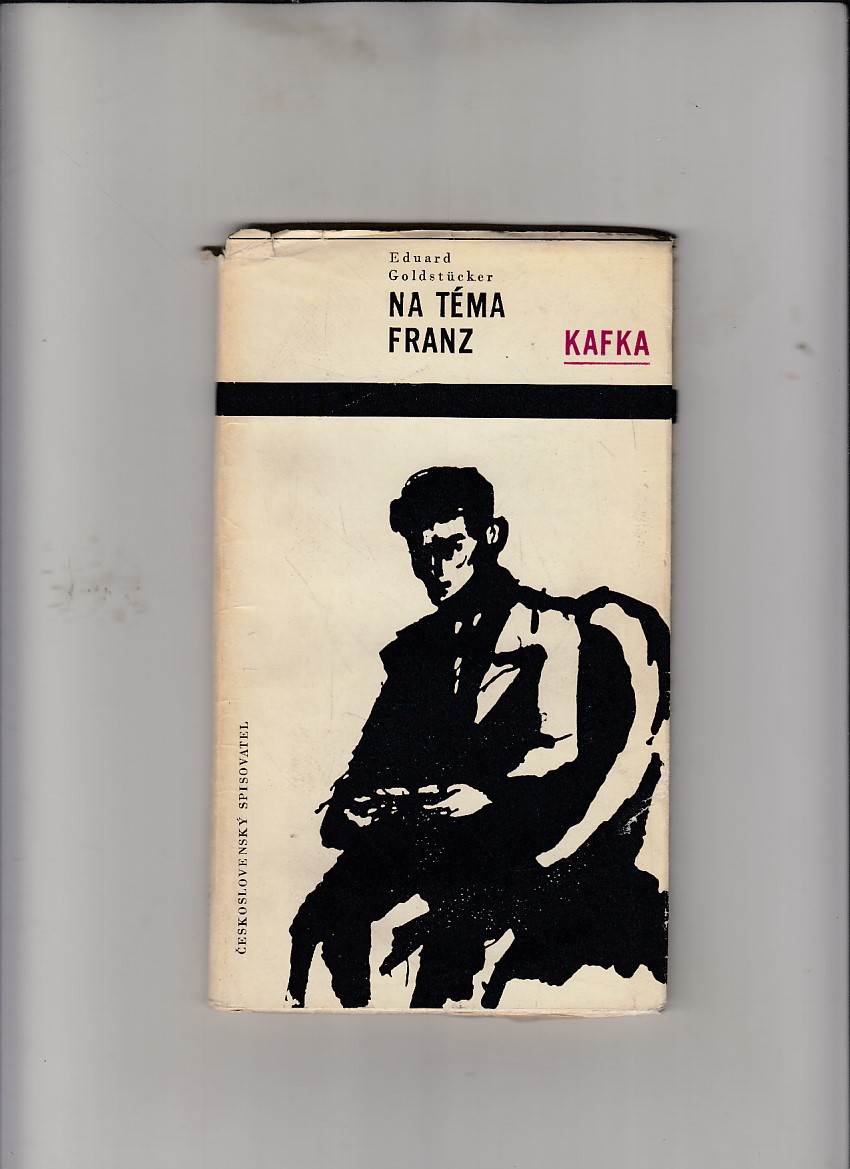 Eduard
Goldstücker
NA TÉMA
FRANZ KAFKA
ČESKOSLOVENSKÝ SPISOVATEL